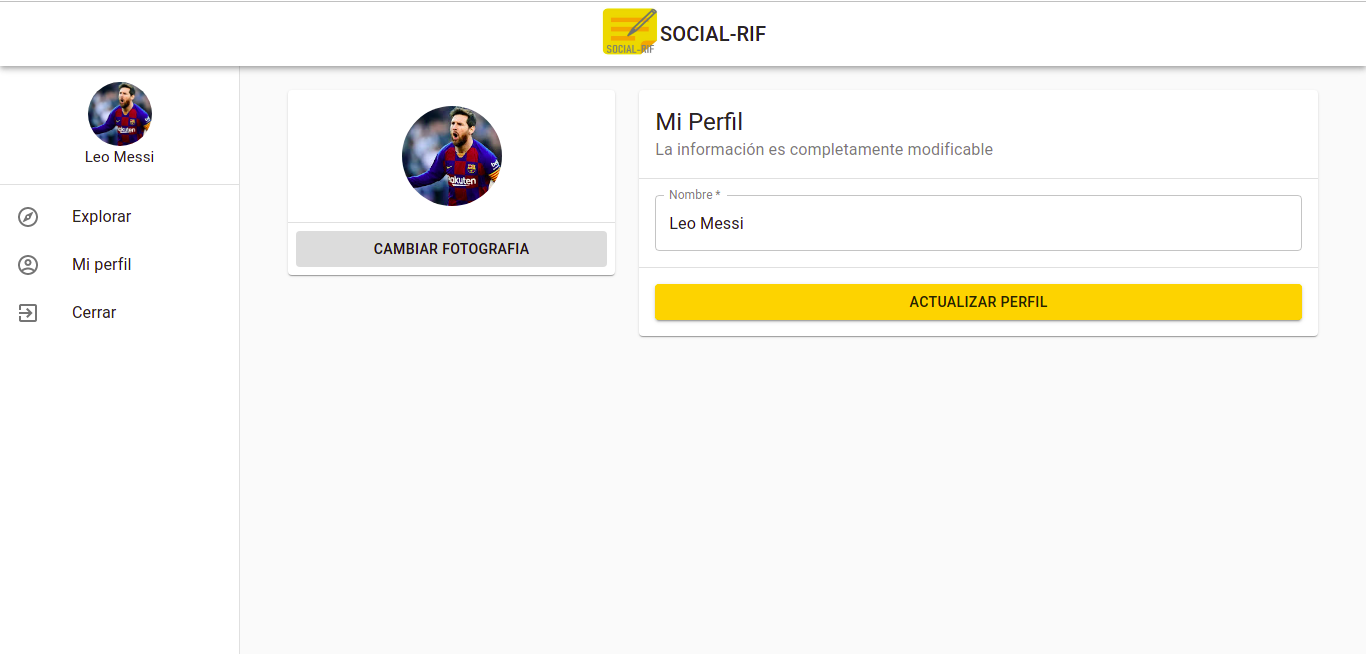 SOCIAL-RIF
SOCIAL-RIF
Leo Messi
Explorar
Mi perfil
Cerrar
Rakuten
CAMBIAR FOTOGRAFIA
Mi Perfil
La información es completamente modificable
Nombre *
Leo Messi
ACTUALIZAR PERFIL